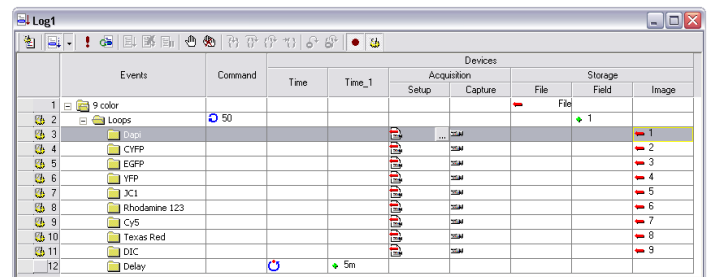 Log1
Devices
Events Command Time Time_1 Acquisition Storage
Setup Capture File Field Image
1 9 color File
2 Loops 50 1
3 Dapi ... 1
4 CYFP 2
5 EGFP 3
6 YFP 4
7 JC1 5
8 Rhodamine 123 6
9 Cy5 7
10 Texas Red 8
11 DIC 9
12 Delay 5m